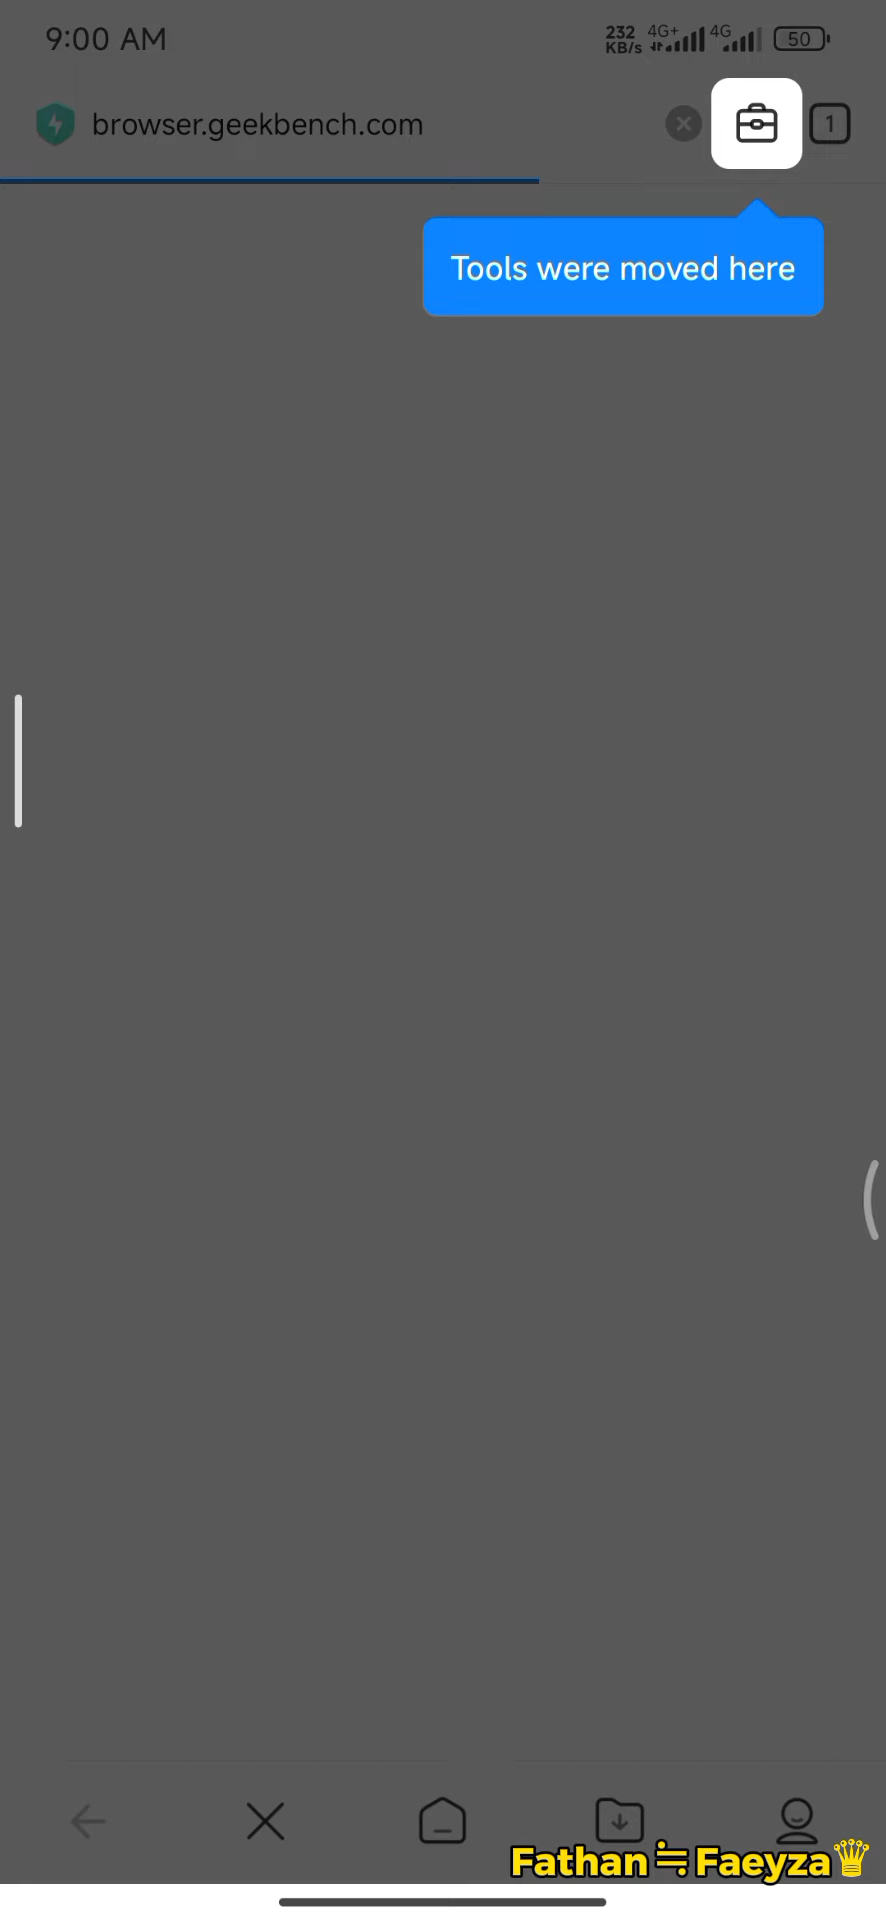 9:00 AM
232 KB/s 4G+ 4G 50
browser.geekbench.com
1
Tools were moved here
Fathan≒Faeyza♛